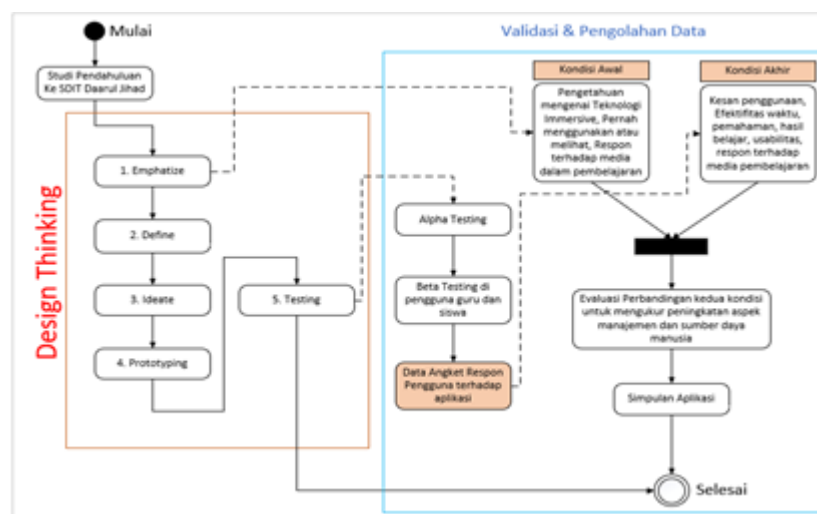 Mulai
Studi Pendahuluan
Ke SDIT Daarul Jihad
Design Thinking
1. Emphatize
2. Define
3. Ideate
4. Prototyping
5. Testing
Validasi & Pengolahan Data
Alpha Testing
Beta Testing di
pengguna guru dan
siswa
Data Angket Respon
Pengguna terhadap
aplikasi
Kondisi Awal
Pengetahuan
mengenai Teknologi
Immersive, Pernah
menggunakan atau
melihat, Respon
terhadap media
dalam pembelajaran
Kondisi Akhir
Kesan penggunaan,
Efektifitas waktu,
pemahaman, hasil
belajar, usabilitas,
respon terhadap
media pembelajaran
Evaluasi Perbandingan kedua kondisi
untuk mengukur peningkatan aspek
manajemen dan sumber daya
manusia
Simpulan Aplikasi
Selesai